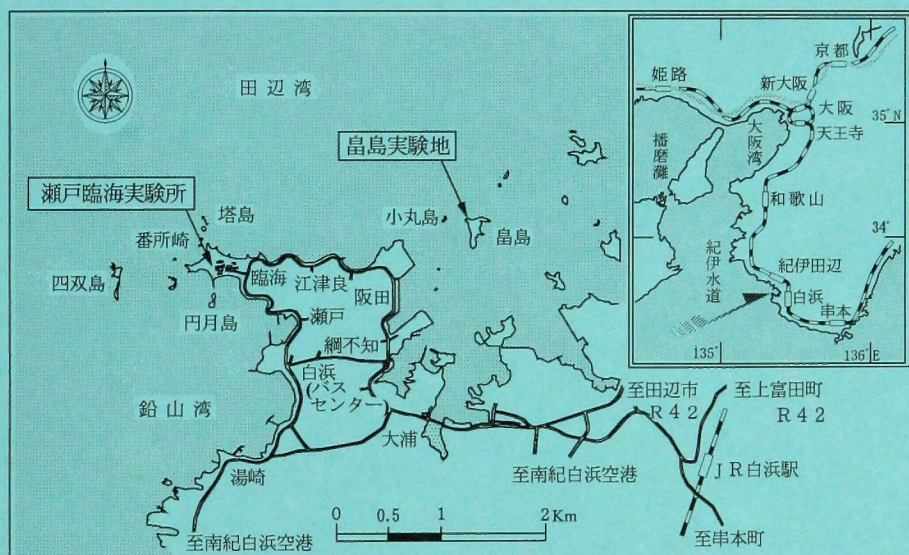 田辺湾
畠島実験地
瀬戸臨海実験所
塔島
番所崎
四双島
円月島
小丸島
畠島
臨海
江津良
阪田
瀬戸
綱不知
白浜
(バス
センター)
鉛山湾
大浦
湯崎
至田辺市
R42
至上富田町
R42
至南紀白浜空港
JR白浜駅
至串本町
至南紀白浜空港
0 0.5 1 2Km
京都
姫路
新大阪
大阪
35°N
天王寺
大阪湾
播磨灘
和歌山
34°
紀伊水道
紀伊田辺
白浜
串本
135°
136°E